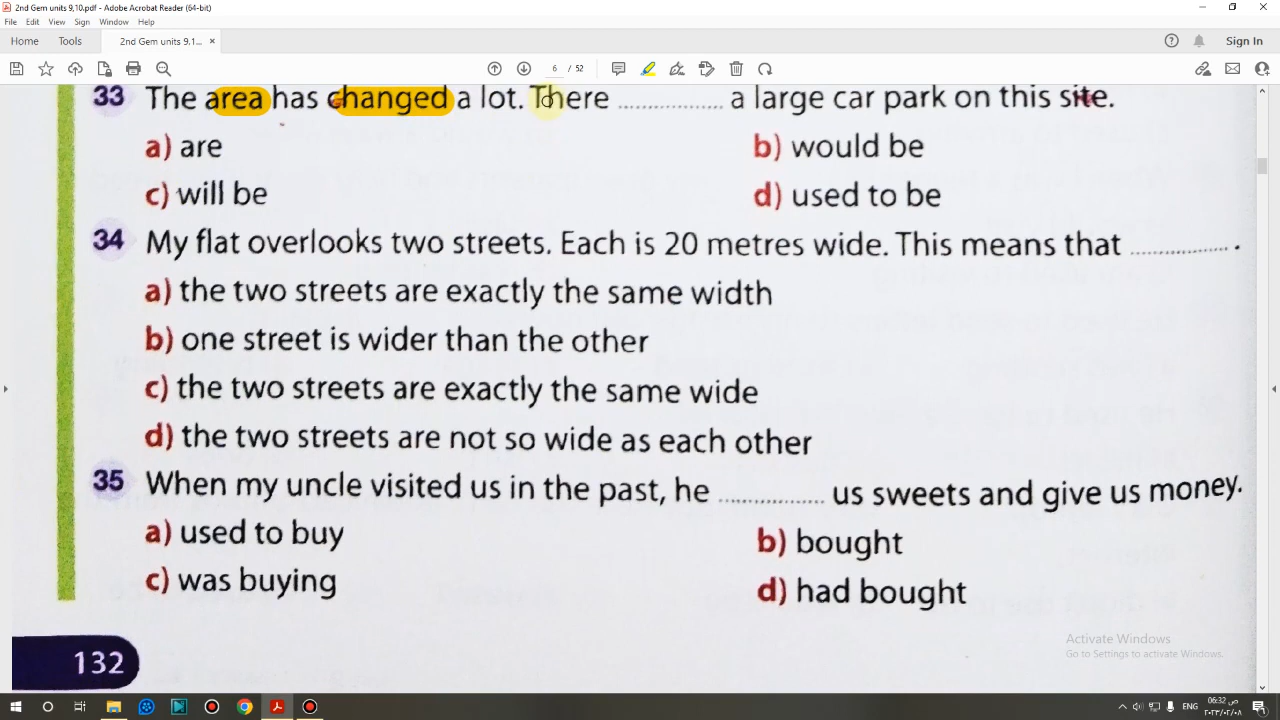 2nd Gem units 9,10.pdf - Adobe Acrobat Reader (64-bit)
File Edit View Sign Window Help
Home Tools 2nd Gem units 9,1... × Sign In
6 / 52
33 The area has changed a lot. There .................... a large car park on this site.
a) are b) would be
c) will be d) used to be
34 My flat overlooks two streets. Each is 20 metres wide. This means that .................... .
a) the two streets are exactly the same width
b) one street is wider than the other
c) the two streets are exactly the same wide
d) the two streets are not so wide as each other
35 When my uncle visited us in the past, he .................... us sweets and give us money.
a) used to buy b) bought
c) was buying d) had bought
Activate Windows
Go to Settings to activate Windows.
132
ENG ص 06:32
٢٠٢٣/٠٢/٠٨